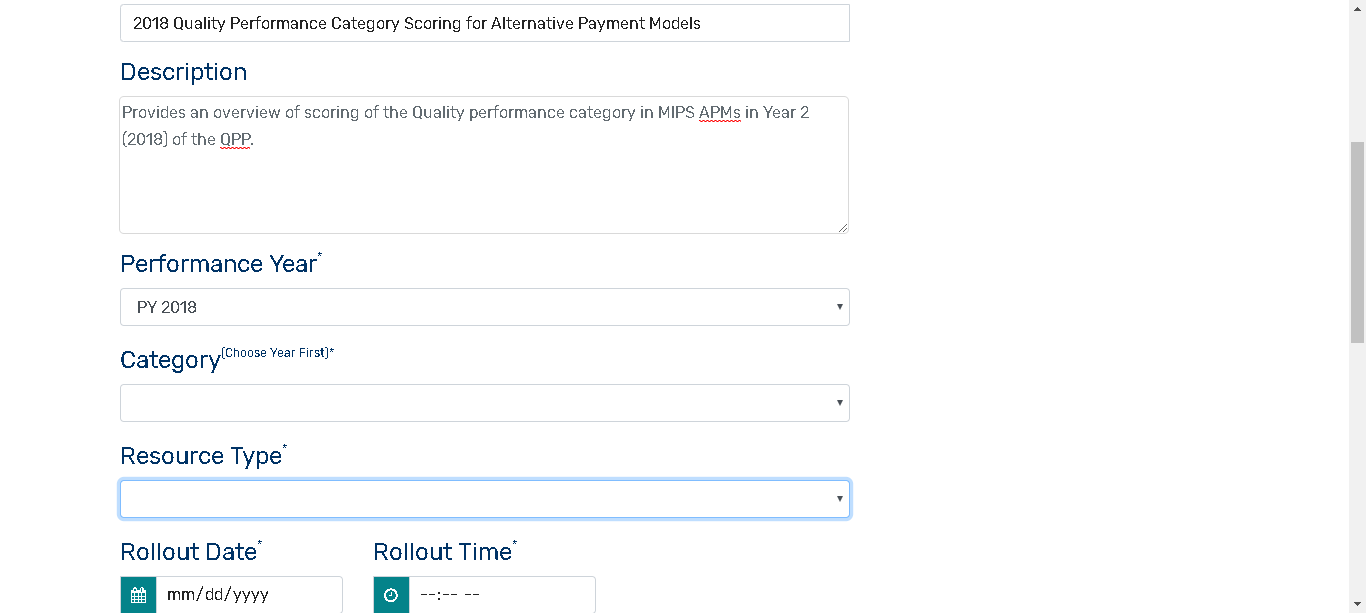 2018 Quality Performance Category Scoring for Alternative Payment Models
Description
Provides an overview of scoring of the Quality performance category in MIPS APMs in Year 2
(2018) of the QPP.
Performance Year*
PY 2018
Category(Choose Year First)*
Resource Type*
Rollout Date* Rollout Time*
mm/dd/yyyy --:-- --